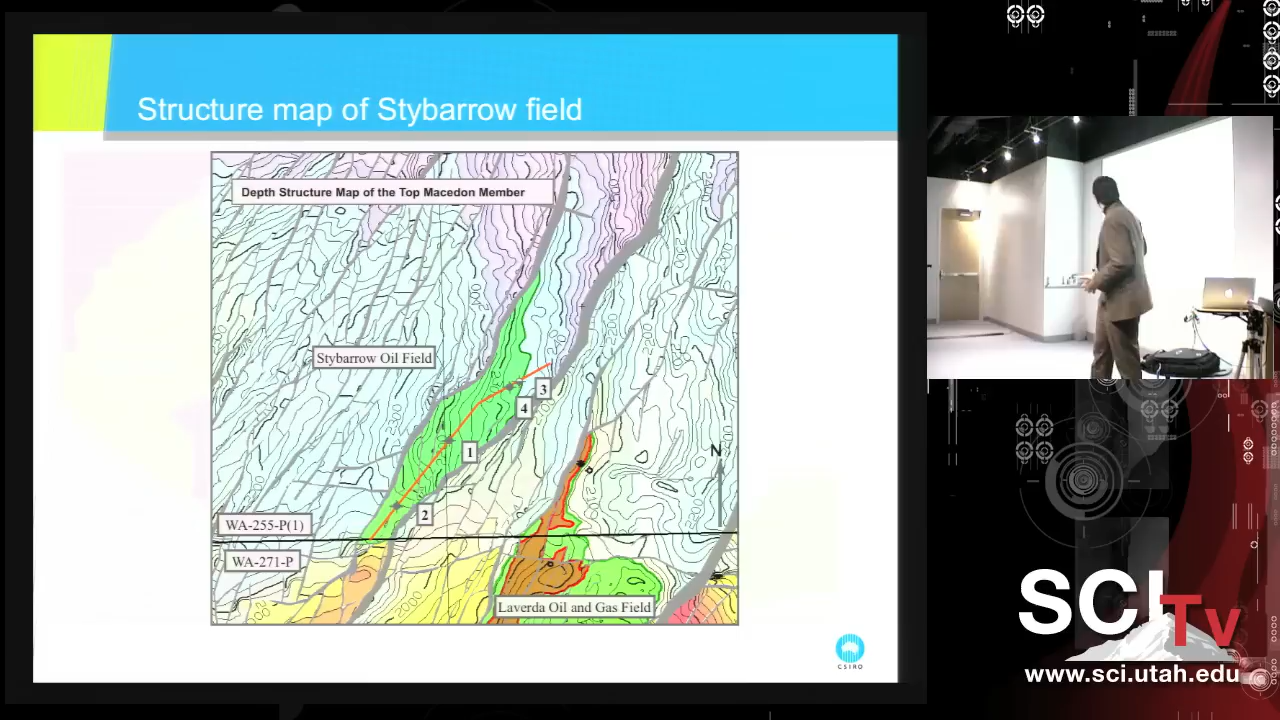 Structure map of Stybarrow field
Depth Structure Map of the Top Macedon Member
Stybarrow Oil Field
3
4
1
N
2
WA-255-P(1)
WA-271-P
Laverda Oil and Gas Field
CSIRO
SCI Tv
www.sci.utah.edu